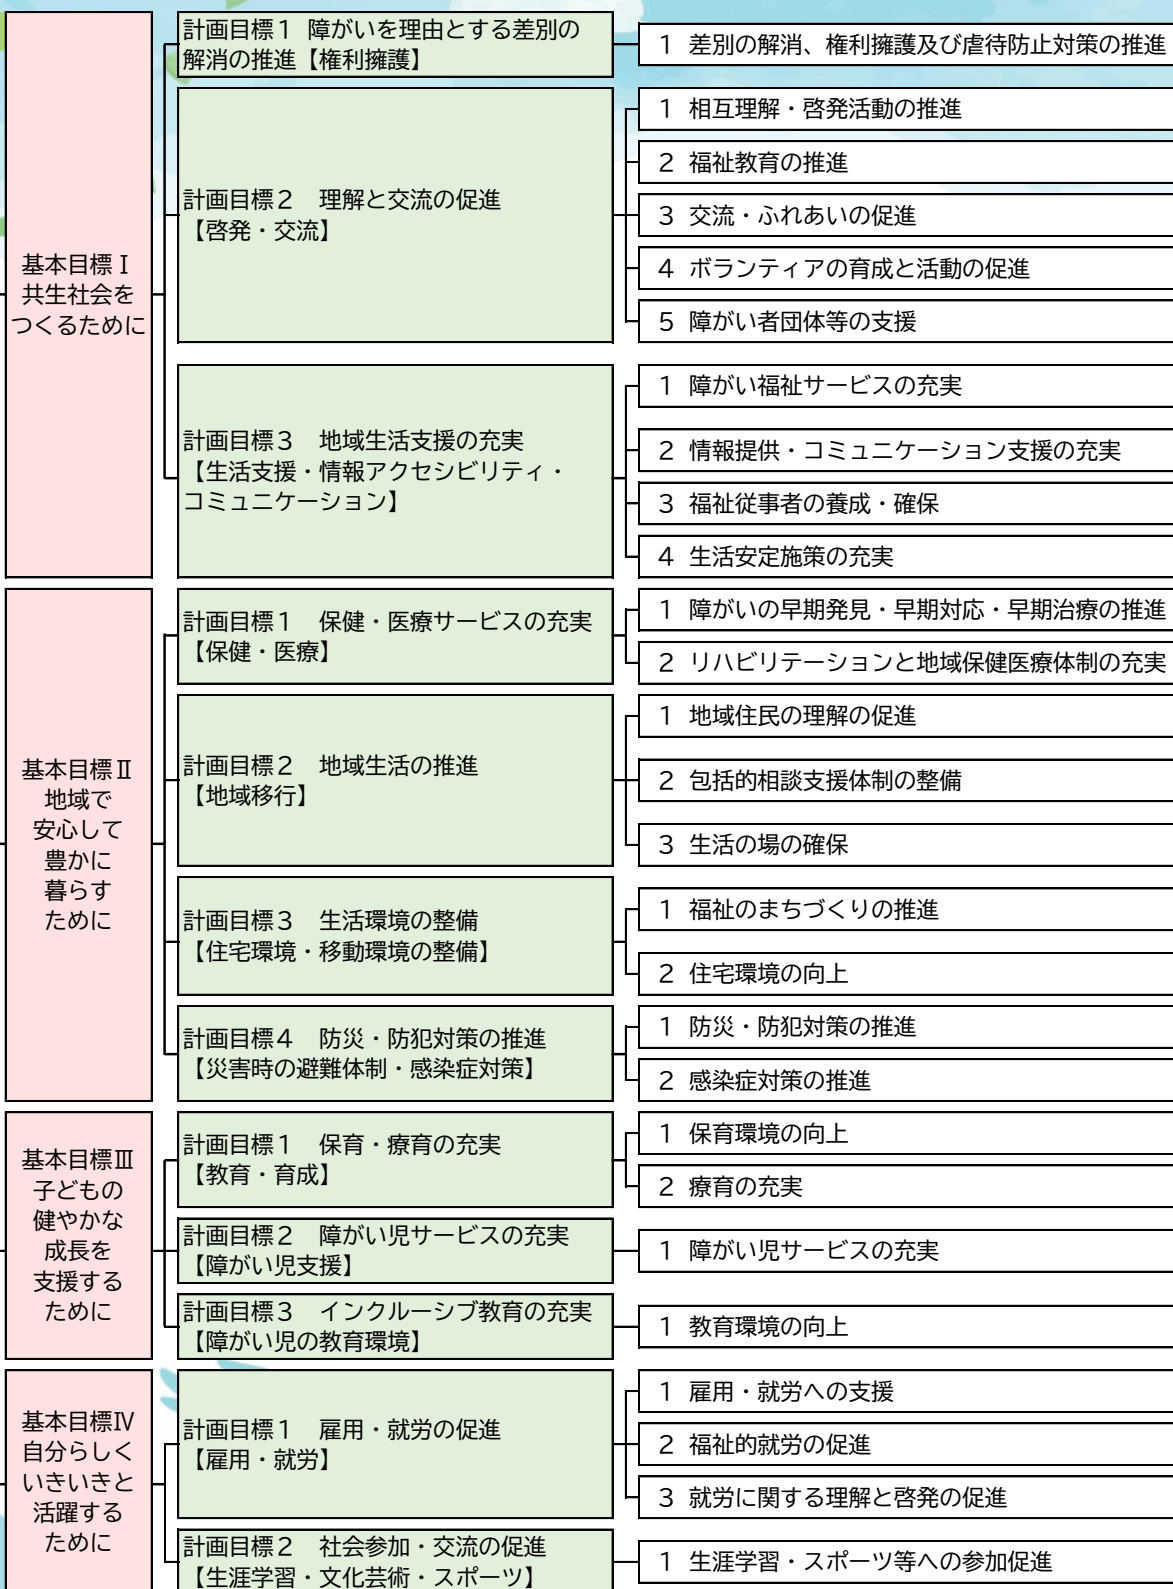 基本目標Ⅰ
共生社会を
つくるために
計画目標１ 障がいを理由とする差別の
解消の推進【権利擁護】
１ 差別の解消、権利擁護及び虐待防止対策の推進
計画目標２　理解と交流の促進
【啓発・交流】
１ 相互理解・啓発活動の推進
２ 福祉教育の推進
３ 交流・ふれあいの促進
４ ボランティアの育成と活動の促進
５ 障がい者団体等の支援
計画目標３　地域生活支援の充実
【生活支援・情報アクセシビリティ・
コミュニケーション】
１ 障がい福祉サービスの充実
２ 情報提供・コミュニケーション支援の充実
３ 福祉従事者の養成・確保
４ 生活安定施策の充実
基本目標Ⅱ
地域で
安心して
豊かに
暮らす
ために
計画目標１　保健・医療サービスの充実
【保健・医療】
１ 障がいの早期発見・早期対応・早期治療の推進
２ リハビリテーションと地域保健医療体制の充実
計画目標２　地域生活の推進
【地域移行】
１ 地域住民の理解の促進
２ 包括的相談支援体制の整備
３ 生活の場の確保
計画目標３　生活環境の整備
【住宅環境・移動環境の整備】
１ 福祉のまちづくりの推進
２ 住宅環境の向上
計画目標４　防災・防犯対策の推進
【災害時の避難体制・感染症対策】
１ 防災・防犯対策の推進
２ 感染症対策の推進
基本目標Ⅲ
子どもの
健やかな
成長を
支援する
ために
計画目標１　保育・療育の充実
【教育・育成】
１ 保育環境の向上
２ 療育の充実
計画目標２　障がい児サービスの充実
【障がい児支援】
１ 障がい児サービスの充実
計画目標３　インクルーシブ教育の充実
【障がい児の教育環境】
１ 教育環境の向上
基本目標Ⅳ
自分らしく
いきいきと
活躍する
ために
計画目標１　雇用・就労の促進
【雇用・就労】
１ 雇用・就労への支援
２ 福祉的就労の促進
３ 就労に関する理解と啓発の促進
計画目標２　社会参加・交流の促進
【生涯学習・文化芸術・スポーツ】
１ 生涯学習・スポーツ等への参加促進